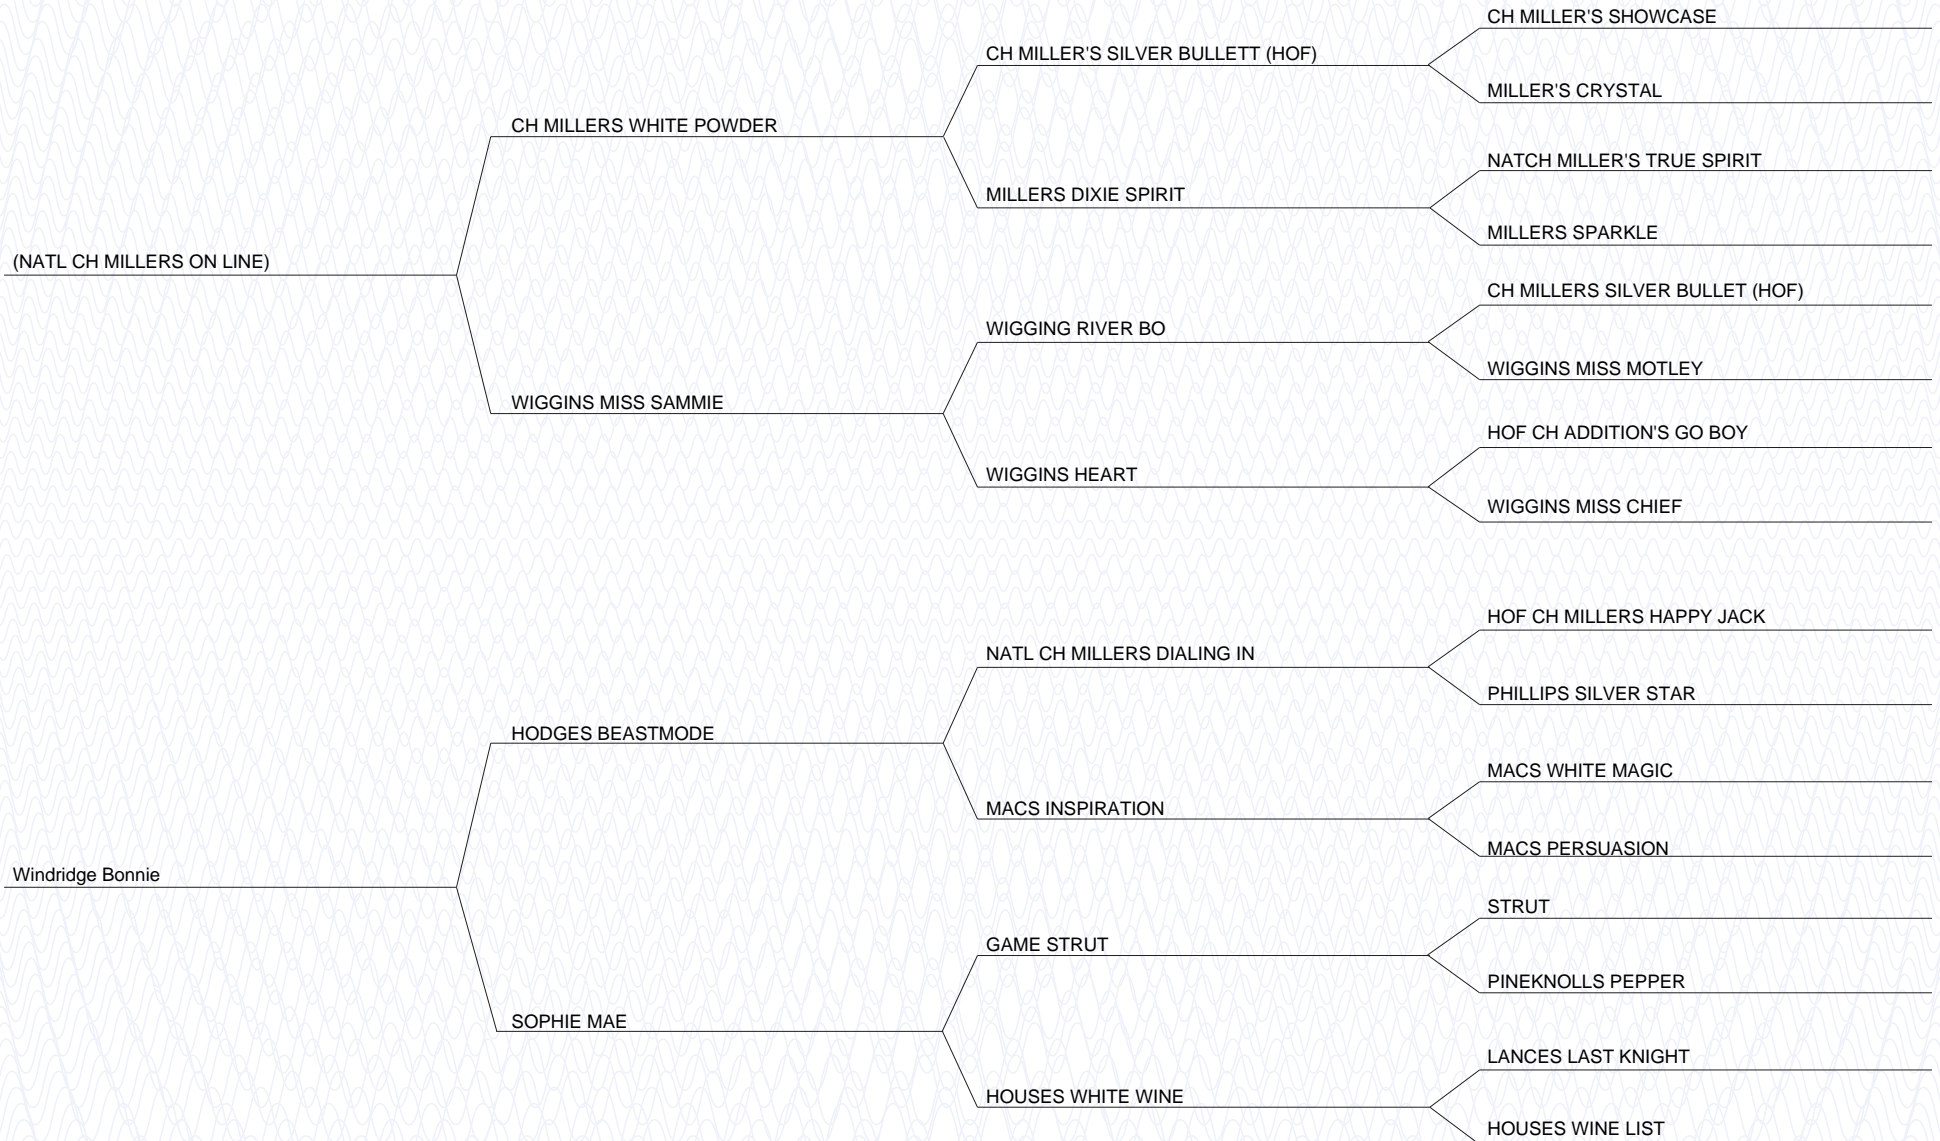 CH MILLER'S SHOWCASE
CH MILLER'S SILVER BULLETT (HOF)
MILLER'S CRYSTAL
CH MILLERS WHITE POWDER
NATCH MILLER'S TRUE SPIRIT
MILLERS DIXIE SPIRIT
MILLERS SPARKLE
(NATL CH MILLERS ON LINE)
CH MILLERS SILVER BULLET (HOF)
WIGGING RIVER BO
WIGGINS MISS MOTLEY
WIGGINS MISS SAMMIE
HOF CH ADDITION'S GO BOY
WIGGINS HEART
WIGGINS MISS CHIEF
HOF CH MILLERS HAPPY JACK
NATL CH MILLERS DIALING IN
PHILLIPS SILVER STAR
HODGES BEASTMODE
MACS WHITE MAGIC
MACS INSPIRATION
MACS PERSUASION
Windridge Bonnie
STRUT
GAME STRUT
PINEKNOLLS PEPPER
SOPHIE MAE
LANCES LAST KNIGHT
HOUSES WHITE WINE
HOUSES WINE LIST